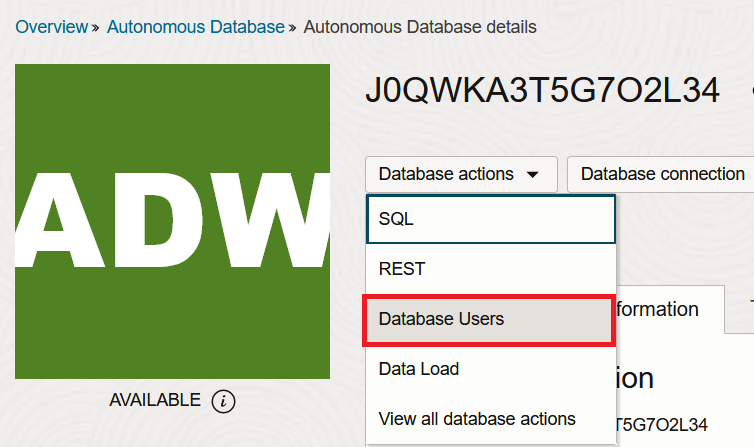 Overview » Autonomous Database » Autonomous Database details
ADW
J0QWKA3T5G7O2L34
Database actions
Database connection
SQL
REST
Database Users
formation
Data Load
ion
AVAILABLE i
View all database actions
T5G7O2L34